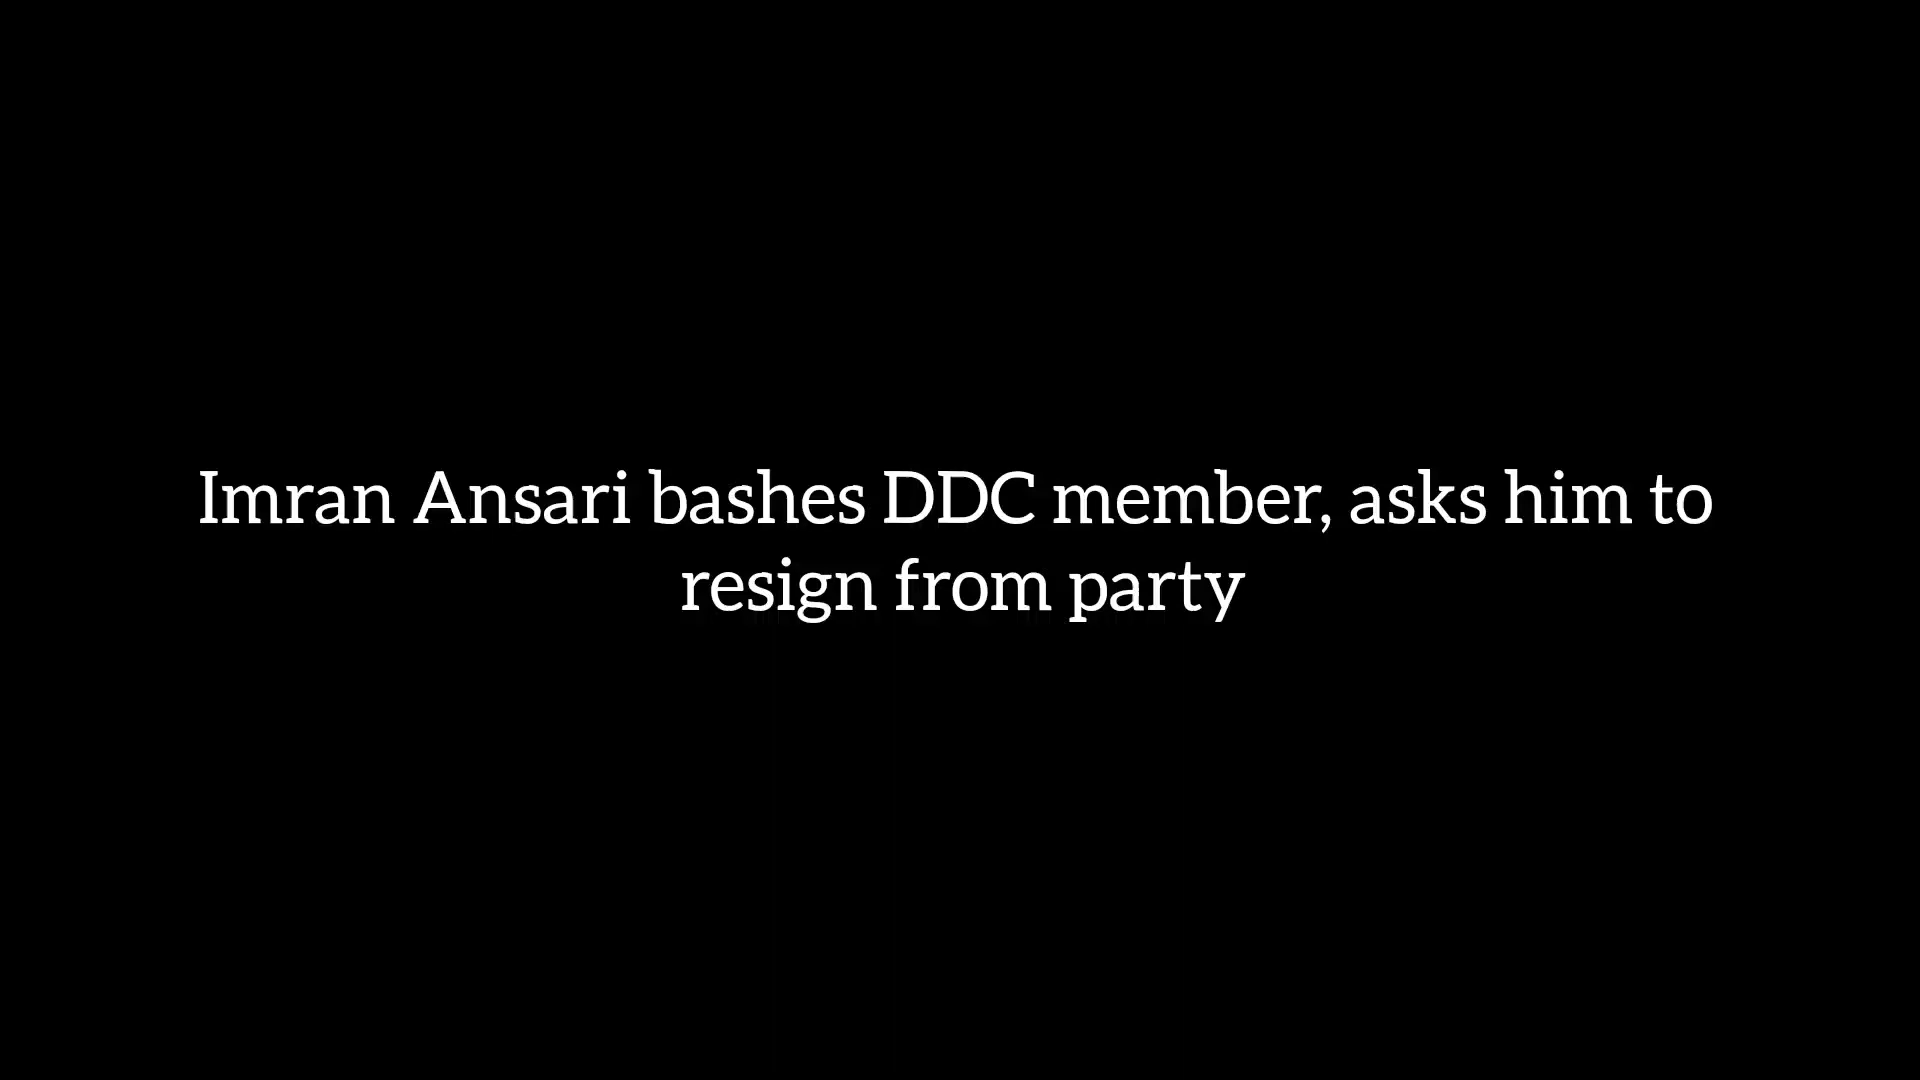 Imran Ansari bashes DDC member, asks him to
resign from party